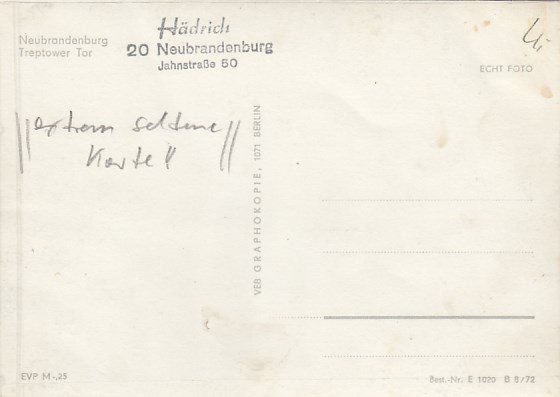 Neubrandenburg
Treptower Tor
Hädrich
20 Neubrandenburg
Jahnstraße 50
ECHT FOTO
extrem seltene
Karte!!
VEB GRAPHOKOPIE, 1071 BERLIN
EVP M -,25
Best.-Nr. E 1029 B 8/72